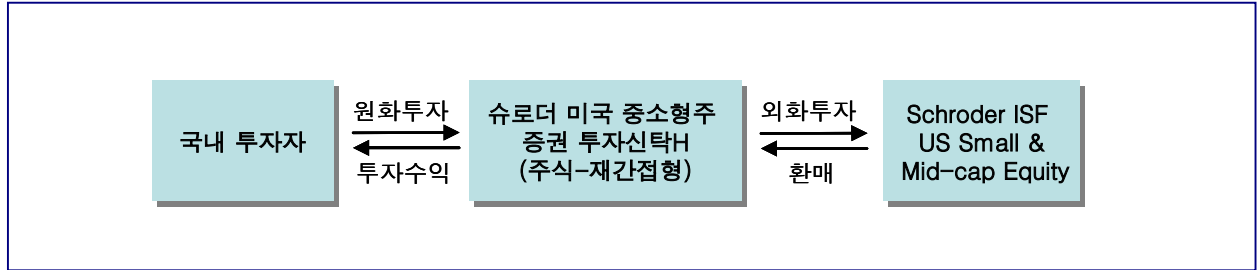 국내 투자자
원화투자
투자수익
슈로더 미국 중소형주
증권 투자신탁H
(주식-재간접형)
외화투자
환매
Schroder ISF
US Small &
Mid-cap Equity